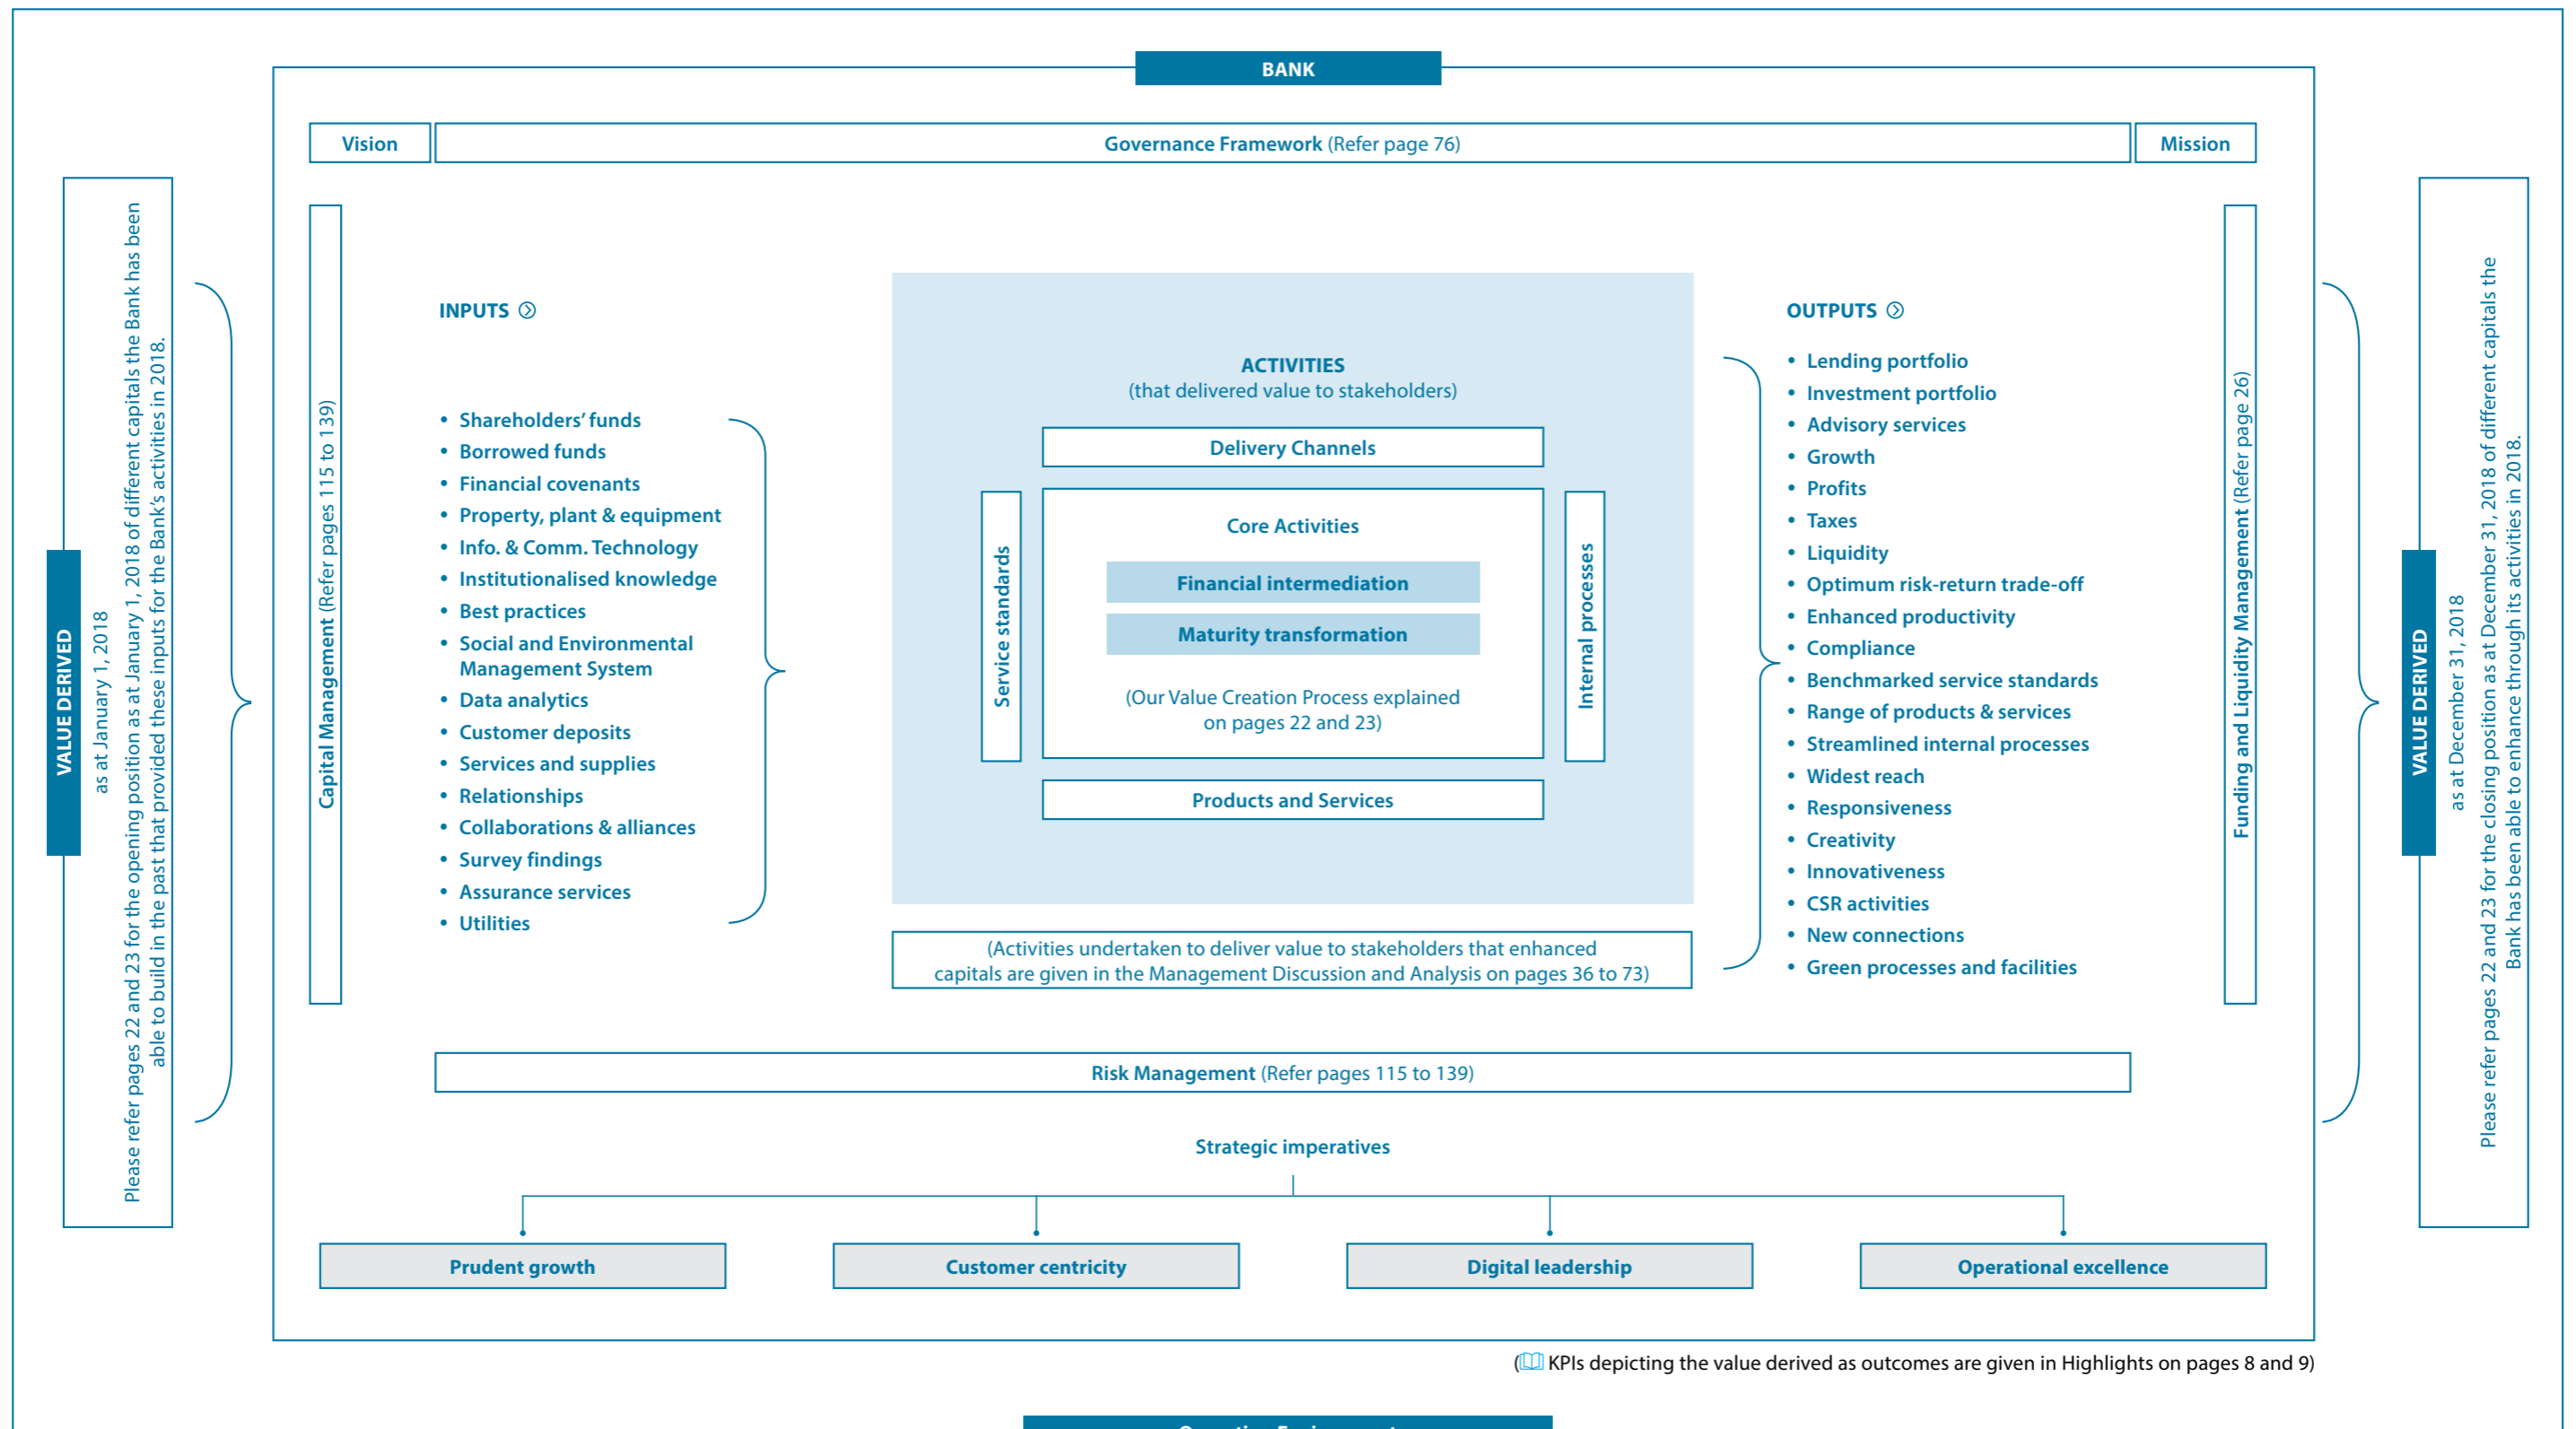 BANK
Vision
Governance Framework (Refer page 76)
Mission
VALUE DERIVED
as at January 1, 2018
Please refer pages 22 and 23 for the opening position as at January 1, 2018 of different capitals the Bank has been
able to build in the past that provided these inputs for the Bank's activities in 2018.
Capital Management (Refer pages 115 to 139)
INPUTS
• Shareholders' funds
• Borrowed funds
• Financial covenants
• Property, plant & equipment
• Info. & Comm. Technology
• Institutionalised knowledge
• Best practices
• Social and Environmental
Management System
• Data analytics
• Customer deposits
• Services and supplies
• Relationships
• Collaborations & alliances
• Survey findings
• Assurance services
• Utilities
ACTIVITIES
(that delivered value to stakeholders)
Delivery Channels
Service standards
Core Activities
Financial intermediation
Maturity transformation
(Our Value Creation Process explained
on pages 22 and 23)
Internal processes
Products and Services
(Activities undertaken to deliver value to stakeholders that enhanced
capitals are given in the Management Discussion and Analysis on pages 36 to 73)
OUTPUTS
• Lending portfolio
• Investment portfolio
• Advisory services
• Growth
• Profits
• Taxes
• Liquidity
• Optimum risk-return trade-off
• Enhanced productivity
• Compliance
• Benchmarked service standards
• Range of products & services
• Streamlined internal processes
• Widest reach
• Responsiveness
• Creativity
• Innovativeness
• CSR activities
• New connections
• Green processes and facilities
Funding and Liquidity Management (Refer page 26)
VALUE DERIVED
as at December 31, 2018
Please refer pages 22 and 23 for the closing position as at December 31, 2018 of different capitals the
Bank has been able to enhance through its activities in 2018.
Risk Management (Refer pages 115 to 139)
Strategic imperatives
Prudent growth
Customer centricity
Digital leadership
Operational excellence
( KPIs depicting the value derived as outcomes are given in Highlights on pages 8 and 9)